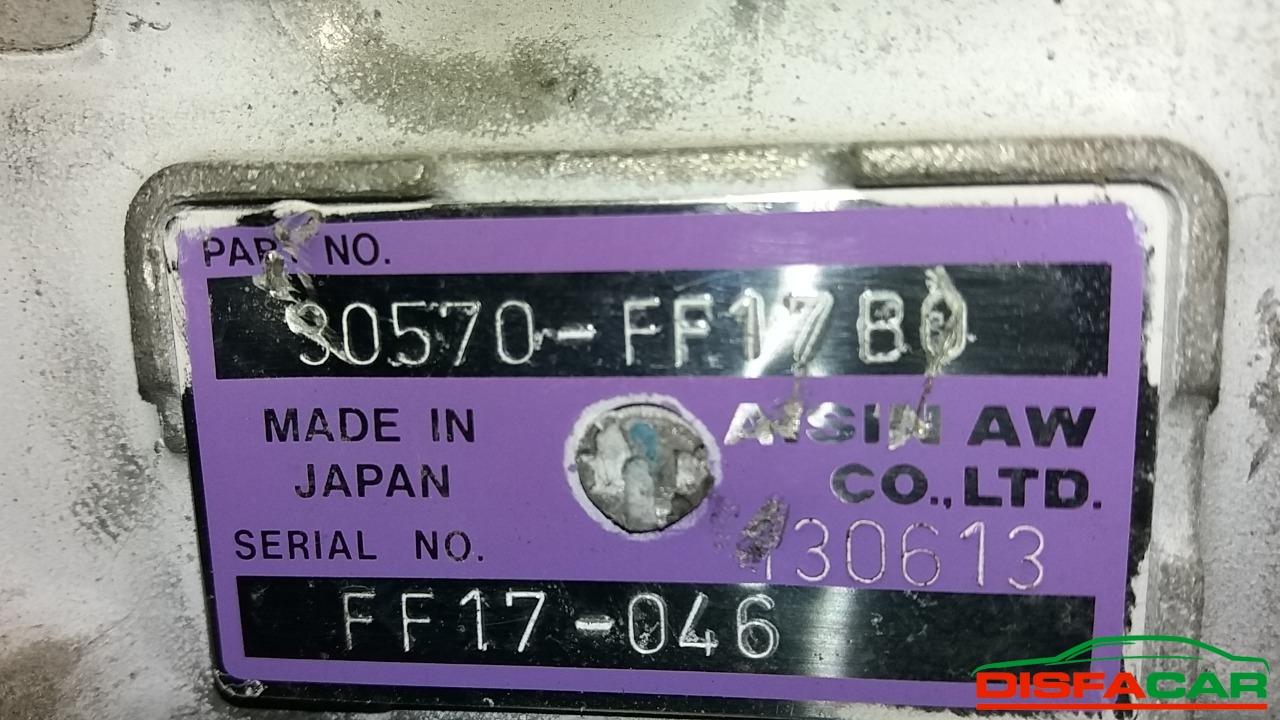 PART NO.
30570-FF17B0
MADE IN
JAPAN
AISIN AW
CO., LTD.
130613
SERIAL NO.
FF17-046
DISFACAR